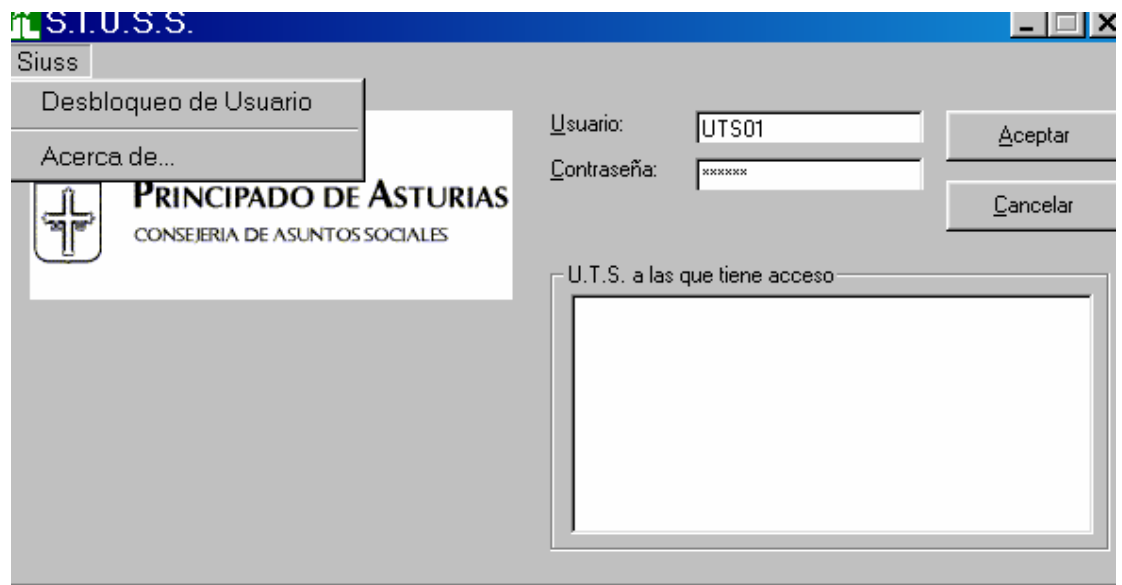 S.I.U.S.S.
Siuss
Desbloqueo de Usuario
Acerca de...
PRINCIPADO DE ASTURIAS
CONSEJERIA DE ASUNTOS SOCIALES
Usuario: UTS01
Contraseña: ××××××
Aceptar
Cancelar
U.T.S. a las que tiene acceso